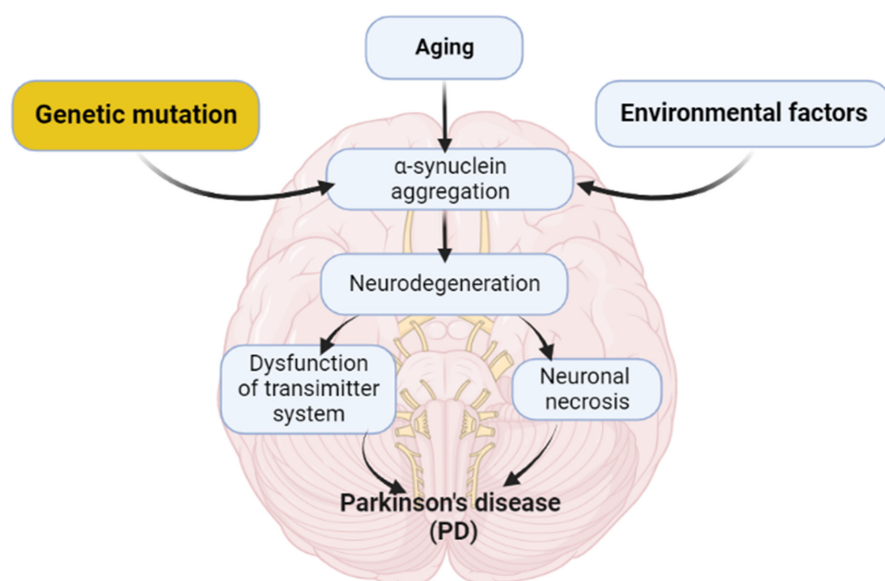 Aging
Genetic mutation
Environmental factors
α-synuclein
aggregation
Neurodegeneration
Dysfunction
of transimitter
system
Neuronal
necrosis
Parkinson's disease
(PD)